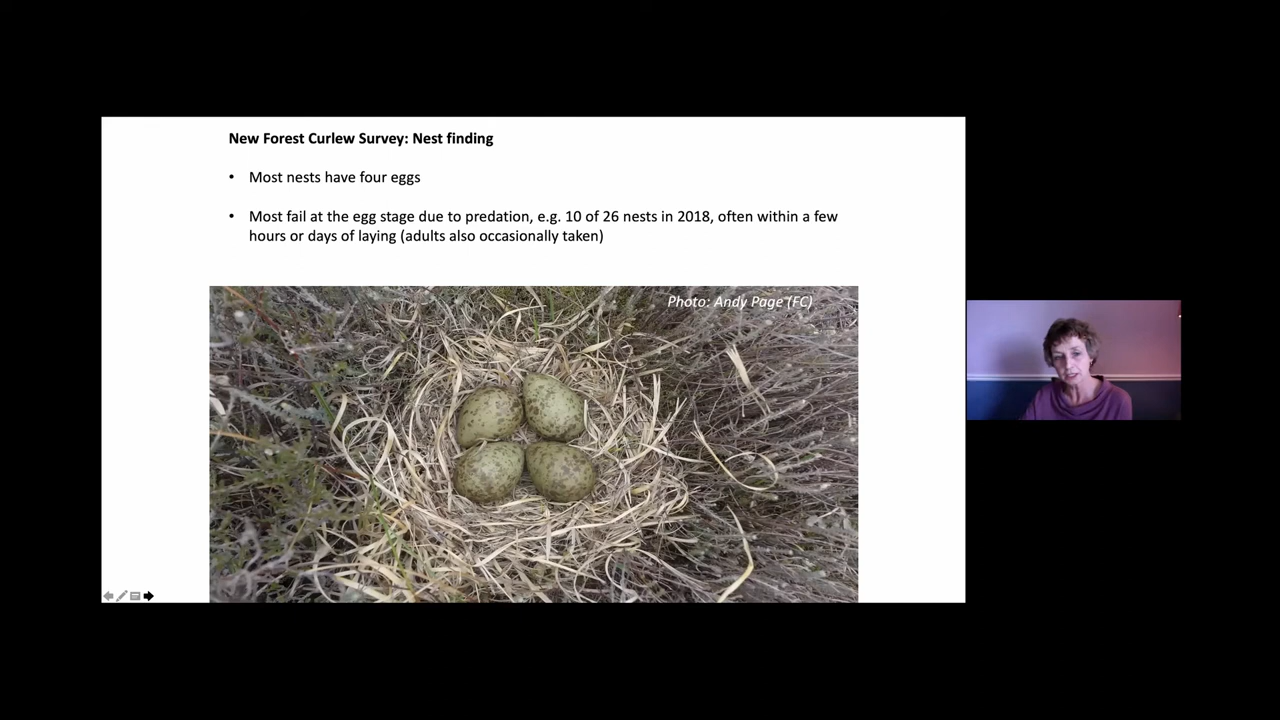 New Forest Curlew Survey: Nest finding
• Most nests have four eggs
• Most fail at the egg stage due to predation, e.g. 10 of 26 nests in 2018, often within a few
hours or days of laying (adults also occasionally taken)
Photo: Andy Page (FC)